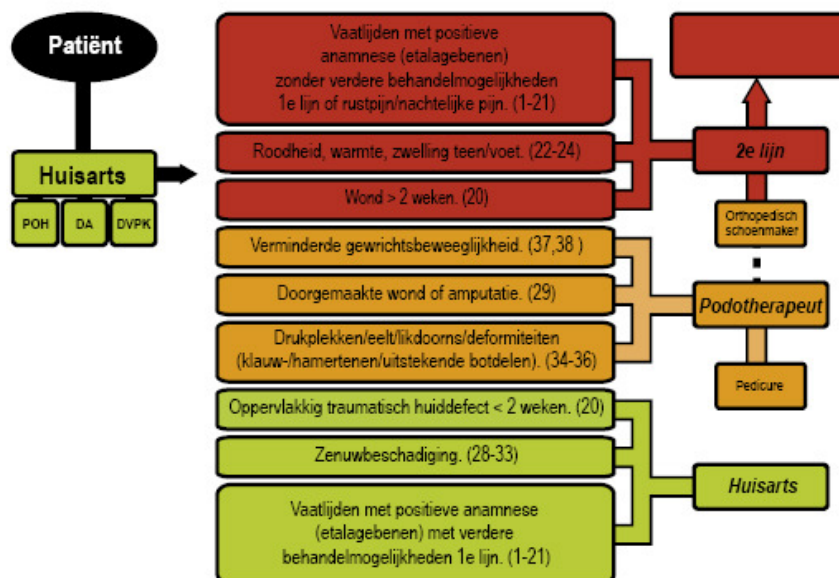 Patiënt
Huisarts
POH
DA
DVPK
Vaatlijden met positieve
anamnese (etalagebenen)
zonder verdere behandelmogelijkheden
1e lijn of rustpijn/nachtelijke pijn. (1-21)
Roodheid, warmte, zwelling teen/voet. (22-24)
Wond > 2 weken. (20)
2e lijn
Orthopedisch
schoenmaker
Verminderde gewrichtsbeweeglijkheid. (37,38 )
Doorgemaakte wond of amputatie. (29)
Drukplekken/eelt/likdoorns/deformiteiten
(klauw-/hamertenen/uitstekende botdelen). (34-36)
Podotherapeut
Pedicure
Oppervlakkig traumatisch huiddefect < 2 weken. (20)
Zenuwbeschadiging. (28-33)
Vaatlijden met positieve anamnese
(etalagebenen) met verdere
behandelmogelijkheden 1e lijn. (1-21)
Huisarts